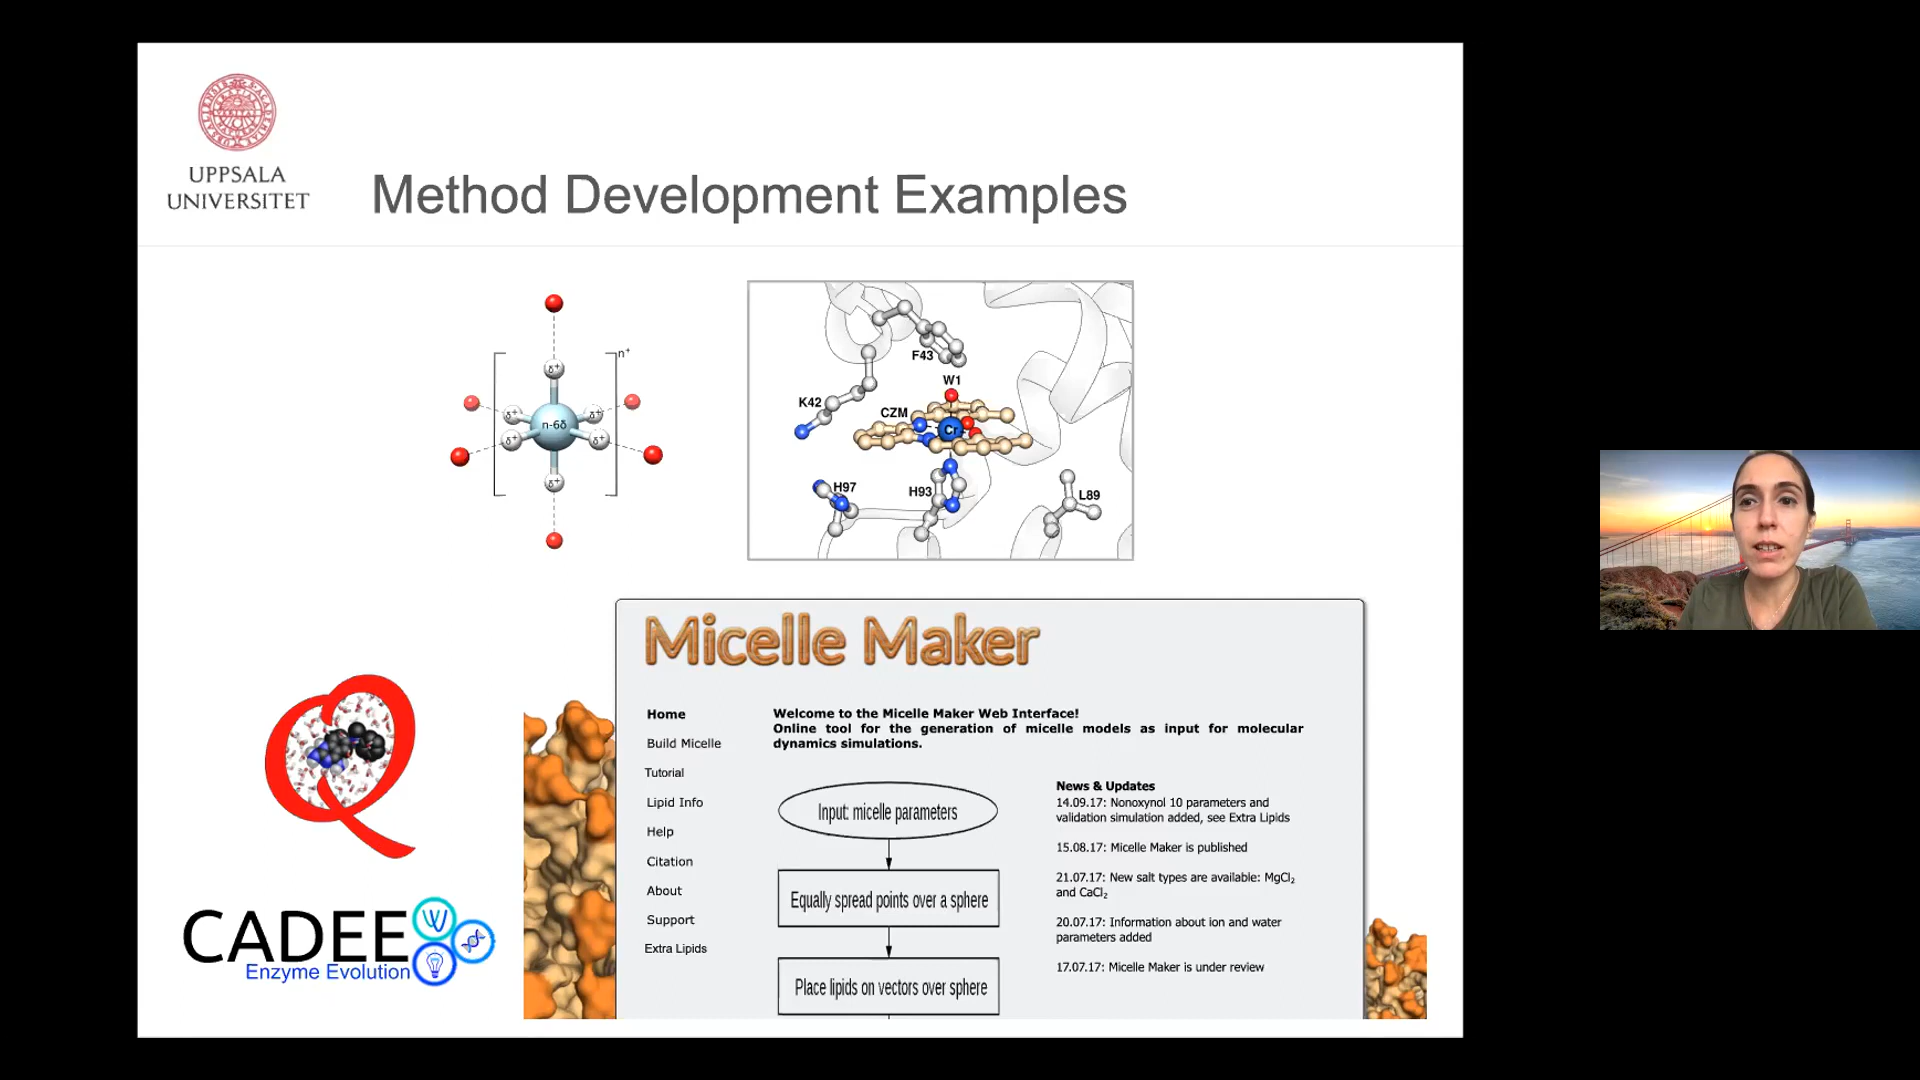 UPPSALA
UNIVERSITET
Method Development Examples
n+
δ+
δ+
δ+
n-6δ
δ+
δ+
δ+
F43
W1
K42
CZM
Cr
H97
H93
L89
Micelle Maker
Home
Build Micelle
Tutorial
Lipid Info
Help
Citation
About
Support
Extra Lipids
Welcome to the Micelle Maker Web Interface!
Online tool for the generation of micelle models as input for molecular
dynamics simulations.
Input: micelle parameters
Equally spread points over a sphere
Place lipids on vectors over sphere
News & Updates
14.09.17: Nonoxynol 10 parameters and
validation simulation added, see Extra Lipids
15.08.17: Micelle Maker is published
21.07.17: New salt types are available: MgCl2
and CaCl2
20.07.17: Information about ion and water
parameters added
17.07.17: Micelle Maker is under review
Q
CADEE
Enzyme Evolution